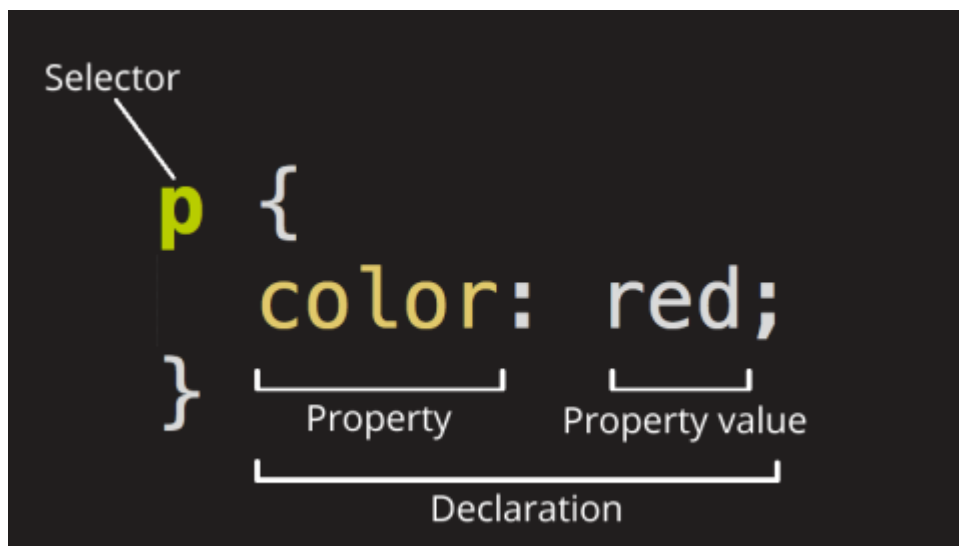 Selector
p {
color: red;
}
Property
Property value
Declaration